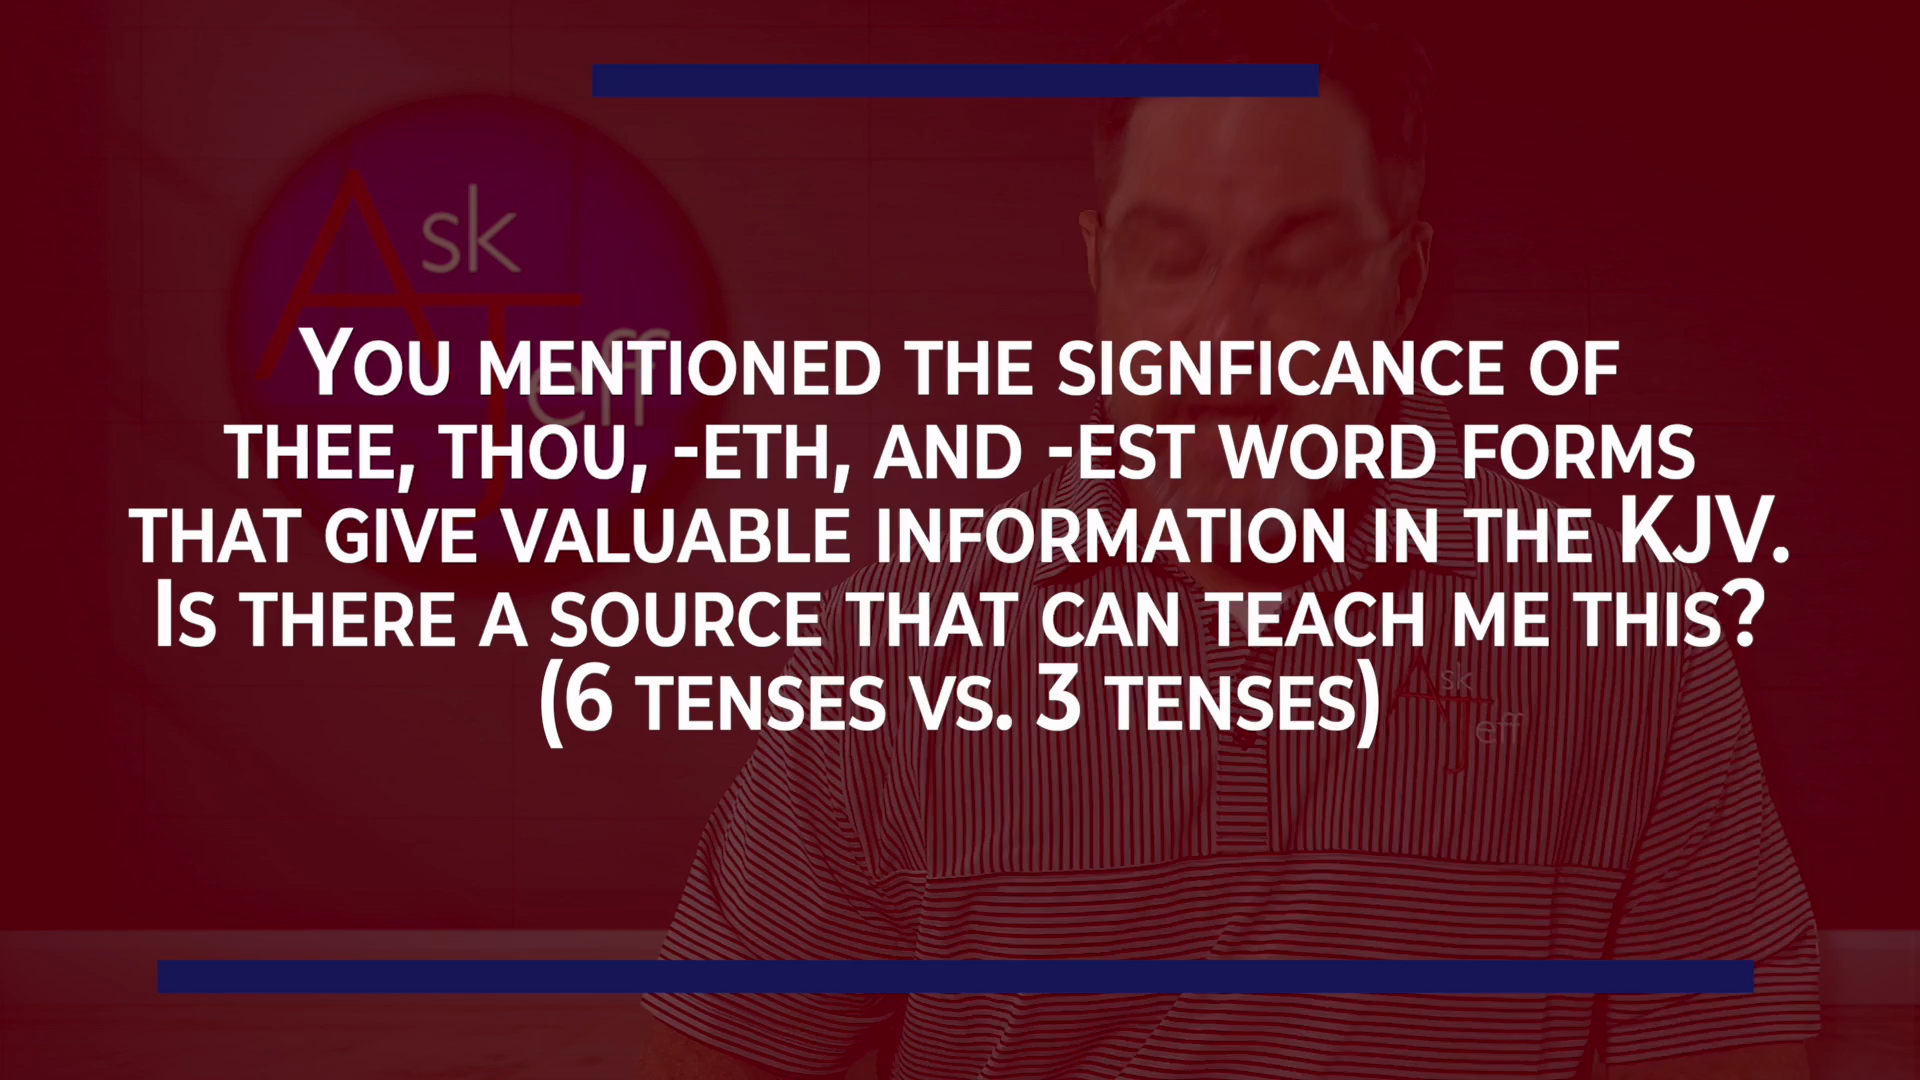 Ask
Jeff
You mentioned the signficance of
thee, thou, -eth, and -est word forms
that give valuable information in the KJV.
Is there a source that can teach me this?
(6 tenses vs. 3 tenses)
Ask
Jeff